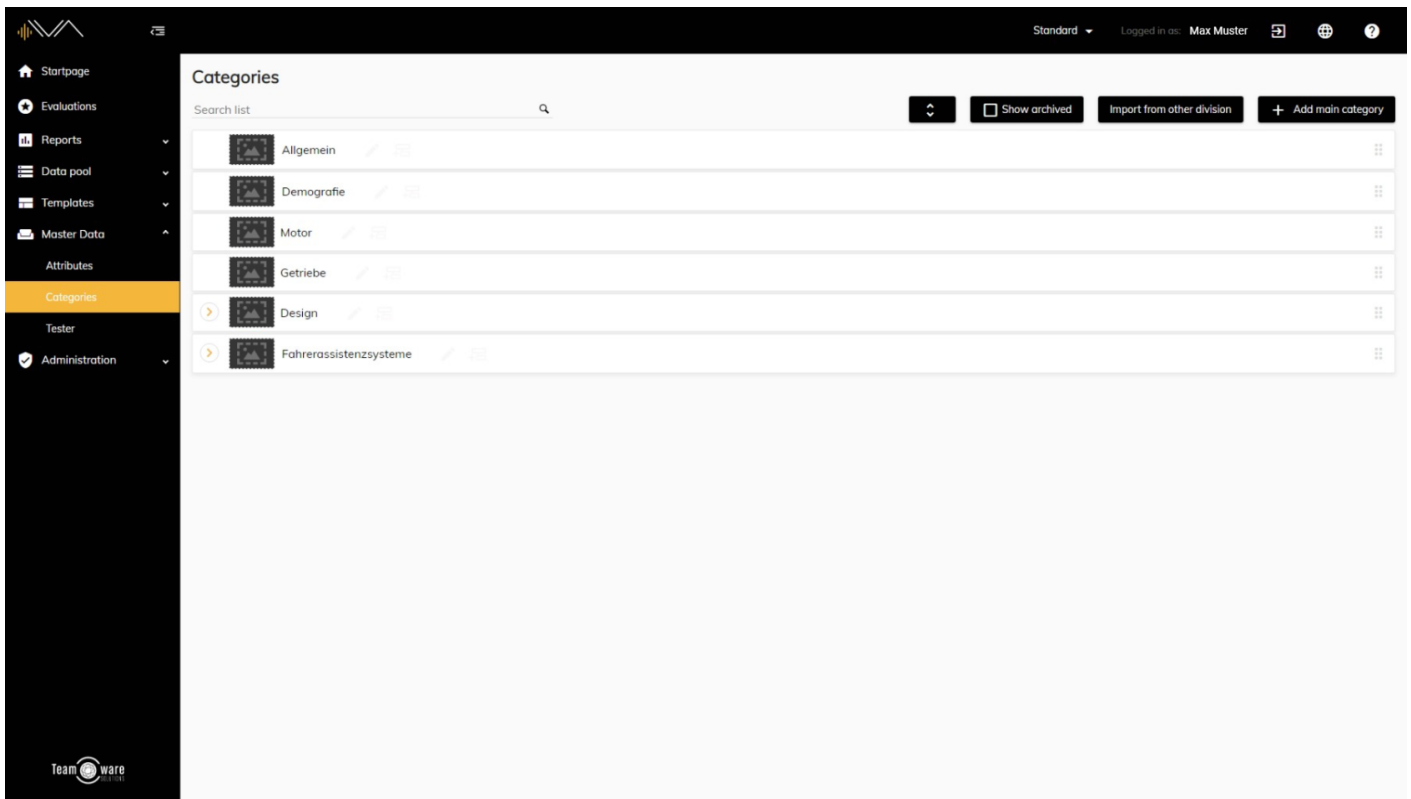 Standard
Logged in as: Max Muster
Startpage
Evaluations
Reports
Data pool
Templates
Master Data
Attributes
Categories
Tester
Administration
Team ware
SOLUTIONS
Categories
Search list
Show archived
Import from other division
+ Add main category
Allgemein
Demografie
Motor
Getriebe
Design
Fahrerassistenzsysteme